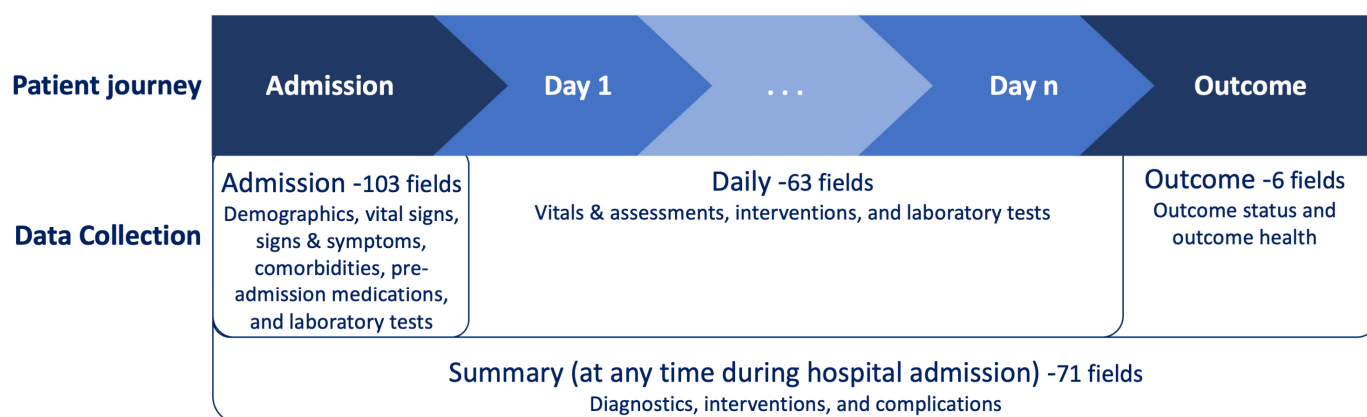 Patient journey
Admission
Day 1
. . .
Day n
Outcome
Data Collection
Admission -103 fields
Demographics, vital signs,
signs & symptoms,
comorbidities, pre-
admission medications,
and laboratory tests
Daily -63 fields
Vitals & assessments, interventions, and laboratory tests
Outcome -6 fields
Outcome status and
outcome health
Summary (at any time during hospital admission) -71 fields
Diagnostics, interventions, and complications